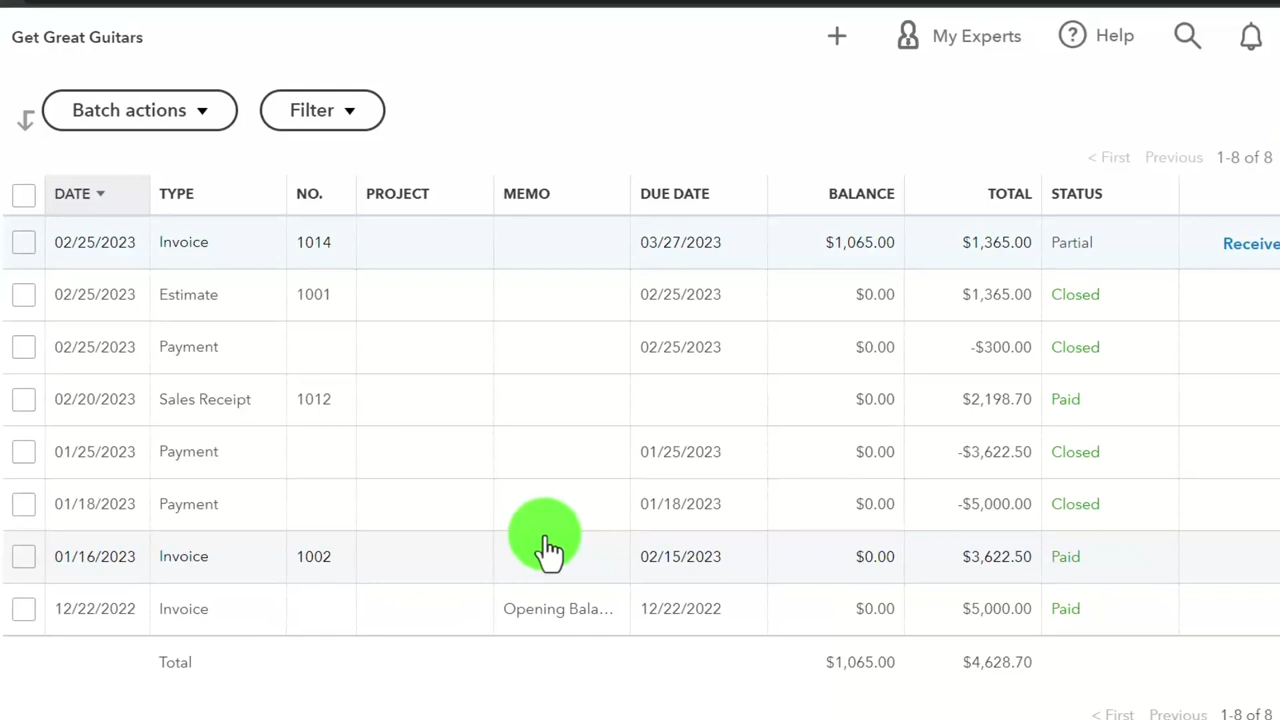 Get Great Guitars + My Experts ? Help
Batch actions ▼ Filter ▼
< First Previous 1-8 of 8
DATE ▼ TYPE NO. PROJECT MEMO DUE DATE BALANCE TOTAL STATUS
02/25/2023 Invoice 1014 03/27/2023 $1,065.00 $1,365.00 Partial Receive
02/25/2023 Estimate 1001 02/25/2023 $0.00 $1,365.00 Closed
02/25/2023 Payment 02/25/2023 $0.00 -$300.00 Closed
02/20/2023 Sales Receipt 1012 $0.00 $2,198.70 Paid
01/25/2023 Payment 01/25/2023 $0.00 -$3,622.50 Closed
01/18/2023 Payment 01/18/2023 $0.00 -$5,000.00 Closed
01/16/2023 Invoice 1002 02/15/2023 $0.00 $3,622.50 Paid
12/22/2022 Invoice Opening Bala... 12/22/2022 $0.00 $5,000.00 Paid
Total $1,065.00 $4,628.70
< First Previous 1-8 of 8